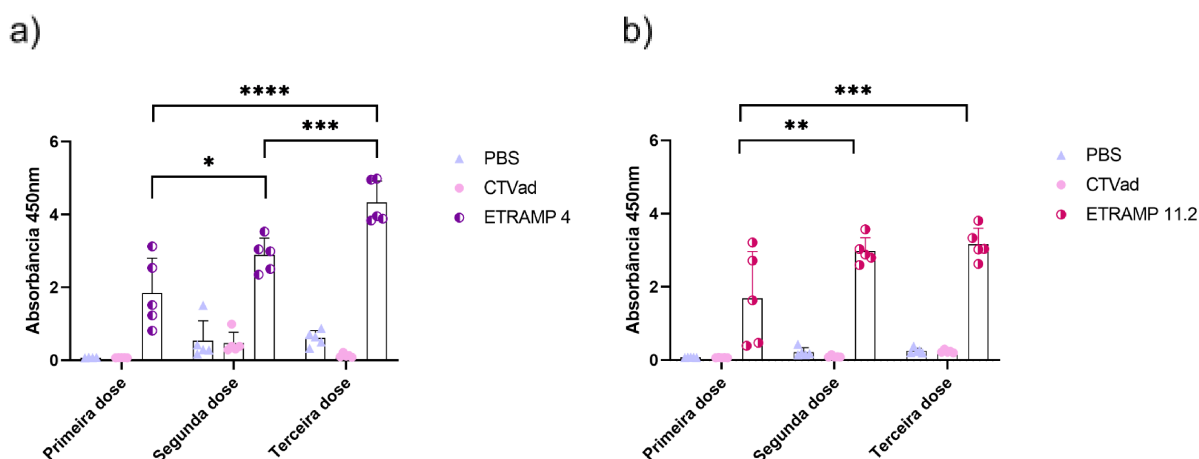 a)
****
***
*
6
4
2
0
Absorbância 450nm
Primeira dose
Segunda dose
Terceira dose
PBS
CTVad
ETRAMP 4
b)
***
**
6
4
2
0
Absorbância 450nm
Primeira dose
Segunda dose
Terceira dose
PBS
CTVad
ETRAMP 11.2